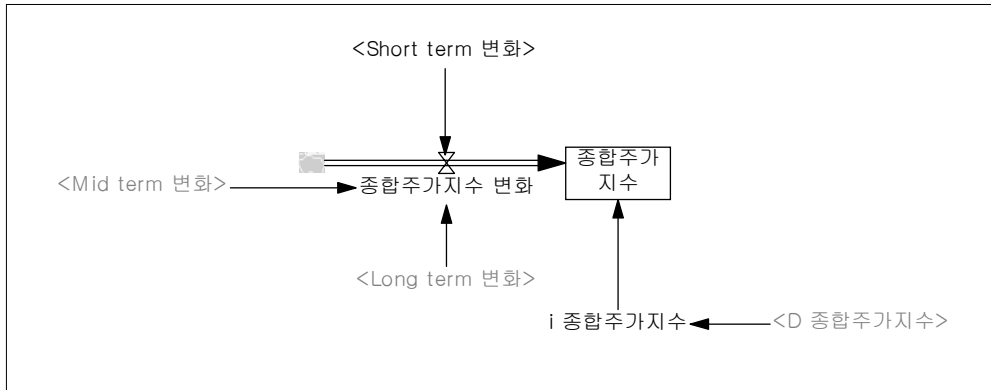 <Short term 변화>
종합주가
지수
<Mid term 변화>
종합주가지수 변화
<Long term 변화>
i 종합주가지수
<D 종합주가지수>